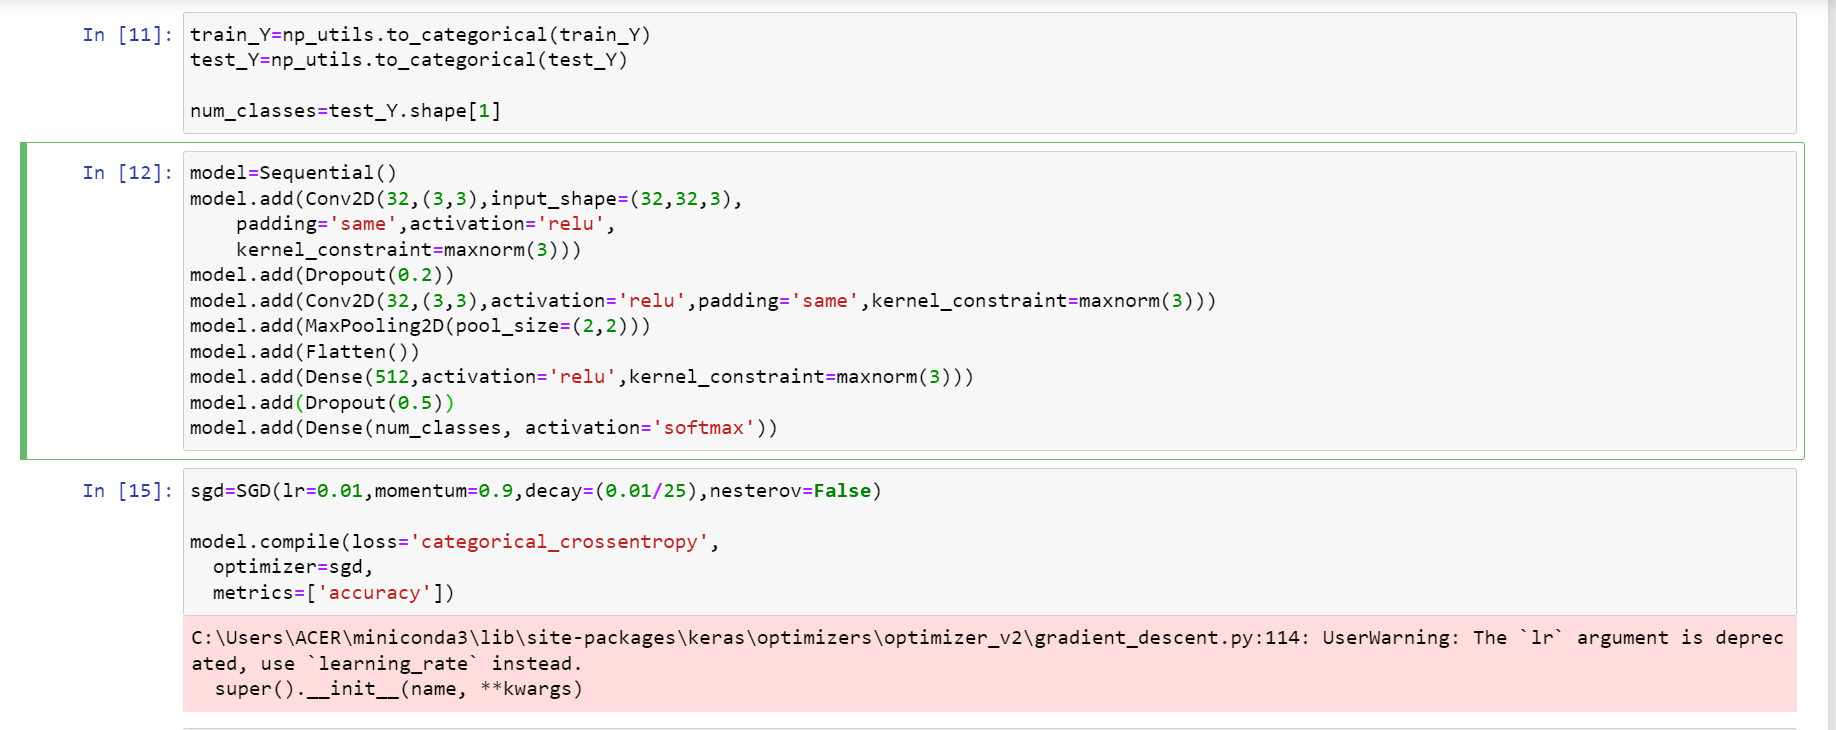 In [11]:
train_Y=np_utils.to_categorical(train_Y)
test_Y=np_utils.to_categorical(test_Y)

num_classes=test_Y.shape[1]

In [12]:
model=Sequential()
model.add(Conv2D(32,(3,3),input_shape=(32,32,3),
    padding='same',activation='relu',
    kernel_constraint=maxnorm(3)))
model.add(Dropout(0.2))
model.add(Conv2D(32,(3,3),activation='relu',padding='same',kernel_constraint=maxnorm(3)))
model.add(MaxPooling2D(pool_size=(2,2)))
model.add(Flatten())
model.add(Dense(512,activation='relu',kernel_constraint=maxnorm(3)))
model.add(Dropout(0.5))
model.add(Dense(num_classes, activation='softmax'))

In [15]:
sgd=SGD(lr=0.01,momentum=0.9,decay=(0.01/25),nesterov=False)

model.compile(loss='categorical_crossentropy',
  optimizer=sgd,
  metrics=['accuracy'])

C:\Users\ACER\miniconda3\lib\site-packages\keras\optimizers\optimizer_v2\gradient_descent.py:114: UserWarning: The `lr` argument is deprec
ated, use `learning_rate` instead.
  super().__init__(name, **kwargs)